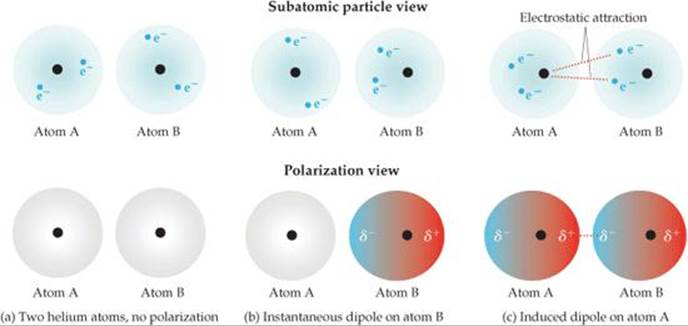 Subatomic particle view
Electrostatic attraction
e−
e−
e−
e−
e−
e−
e−
e−
e−
e−
e−
e−
Atom A
Atom B
Atom A
Atom B
Atom A
Atom B
Polarization view
δ−
δ+
δ−
δ+
δ−
δ+
Atom A
Atom B
Atom A
Atom B
Atom A
Atom B
(a) Two helium atoms, no polarization
(b) Instantaneous dipole on atom B
(c) Induced dipole on atom A